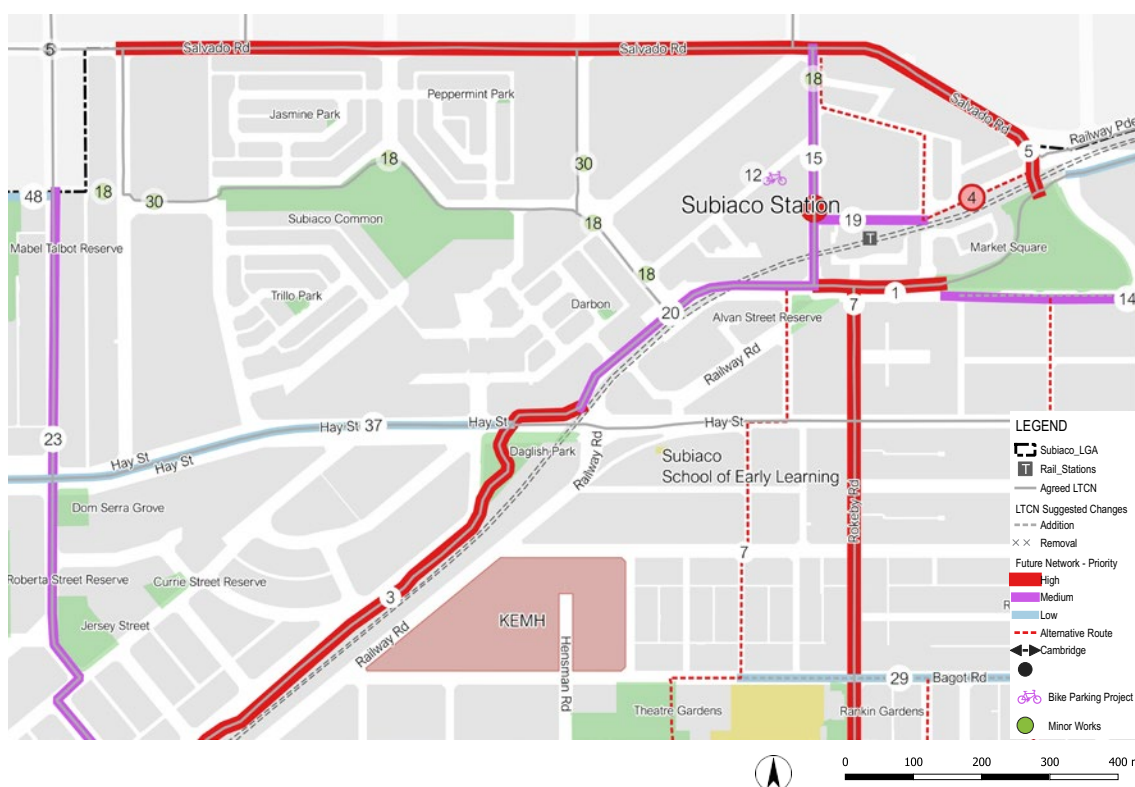 5
Salvado Rd
Salvado Rd
Peppermint Park
18
Jasmine Park
Salvado Rd
Railway Pde
15
5
18
30
12
48
18
30
Subiaco Station
4
Subiaco Common
18
19
T
Mabel Talbot Reserve
Market Square
18
Trillo Park
Darbon
1
14
7
20
Alvan Street Reserve
Railway Rd
Hay St
37
Hay St
Hay St
23
Hay St
Hay St
Daglish Park
Railway Rd
Subiaco
School of Early Learning
Rokeby Rd
Dom Serra Grove
7
Roberta Street Reserve
Currie Street Reserve
3
Jersey Street
KEMH
Railway Rd
Hensman Rd
29
Bagot Rd
Theatre Gardens
Rankin Gardens
R
LEGEND
Subiaco_LGA
T
Rail_Stations
Agreed LTCN
LTCN Suggested Changes
Addition
Removal
Future Network - Priority
High
Medium
Low
Alternative Route
Cambridge
Bike Parking Project
Minor Works
0 100 200 300 400 m